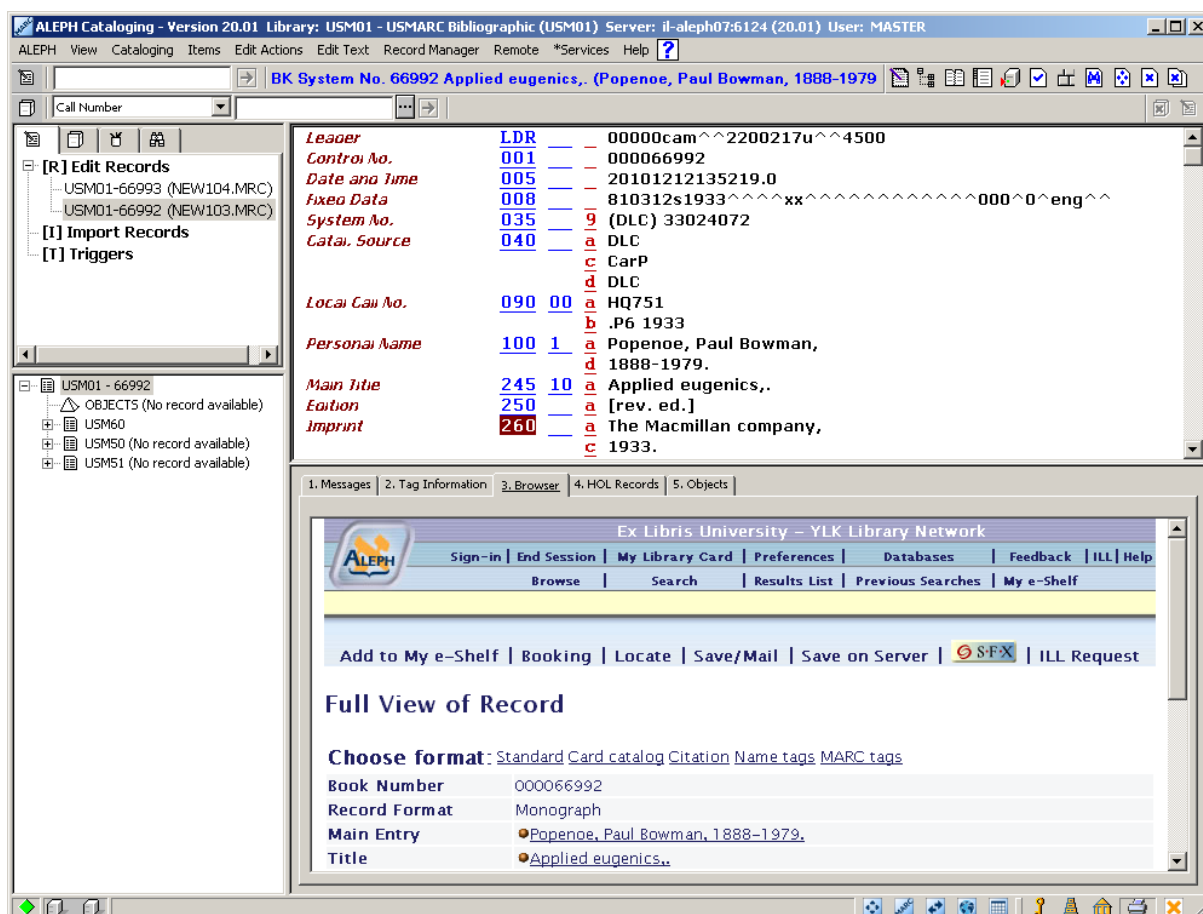 ALEPH Cataloging - Version 20.01 Library: USM01 - USMARC Bibliographic (USM01) Server: il-aleph07:6124 (20.01) User: MASTER
ALEPH View Cataloging Items Edit Actions Edit Text Record Manager Remote *Services Help ?
BK System No. 66992 Applied eugenics,. (Popenoe, Paul Bowman, 1888-1979
Call Number ...
[R] Edit Records
USM01-66993 (NEW104.MRC)
USM01-66992 (NEW103.MRC)
[I] Import Records
[T] Triggers
USM01 - 66992
OBJECTS (No record available)
USM60
USM50 (No record available)
USM51 (No record available)
Leader LDR __ _ 00000cam^^2200217u^^4500
Control No. 001 __ _ 000066992
Date and Time 005 __ _ 20101212135219.0
Fixed Data 008 __ _ 810312s1933^^^^xx^^^^^^^^^^^^^000^0^eng^^
System No. 035 __ 9 (DLC) 33024072
Catal. Source 040 __ a DLC
c CarP
d DLC
Local Call No. 090 00 a HQ751
b .P6 1933
Personal Name 100 1_ a Popenoe, Paul Bowman,
d 1888-1979.
Main Title 245 10 a Applied eugenics,.
Edition 250 __ a [rev. ed.]
Imprint 260 __ a The Macmillan company,
c 1933.
1. Messages 2. Tag Information 3. Browser 4. HOL Records 5. Objects
Ex Libris University – YLK Library Network
ALEPH
Sign-in | End Session | My Library Card | Preferences | Databases | Feedback | ILL | Help
Browse | Search | Results List | Previous Searches | My e-Shelf
Add to My e-Shelf | Booking | Locate | Save/Mail | Save on Server | S·F·X | ILL Request
Full View of Record
Choose format: Standard Card catalog Citation Name tags MARC tags
Book Number 000066992
Record Format Monograph
Main Entry Popenoe, Paul Bowman, 1888-1979.
Title Applied eugenics,.